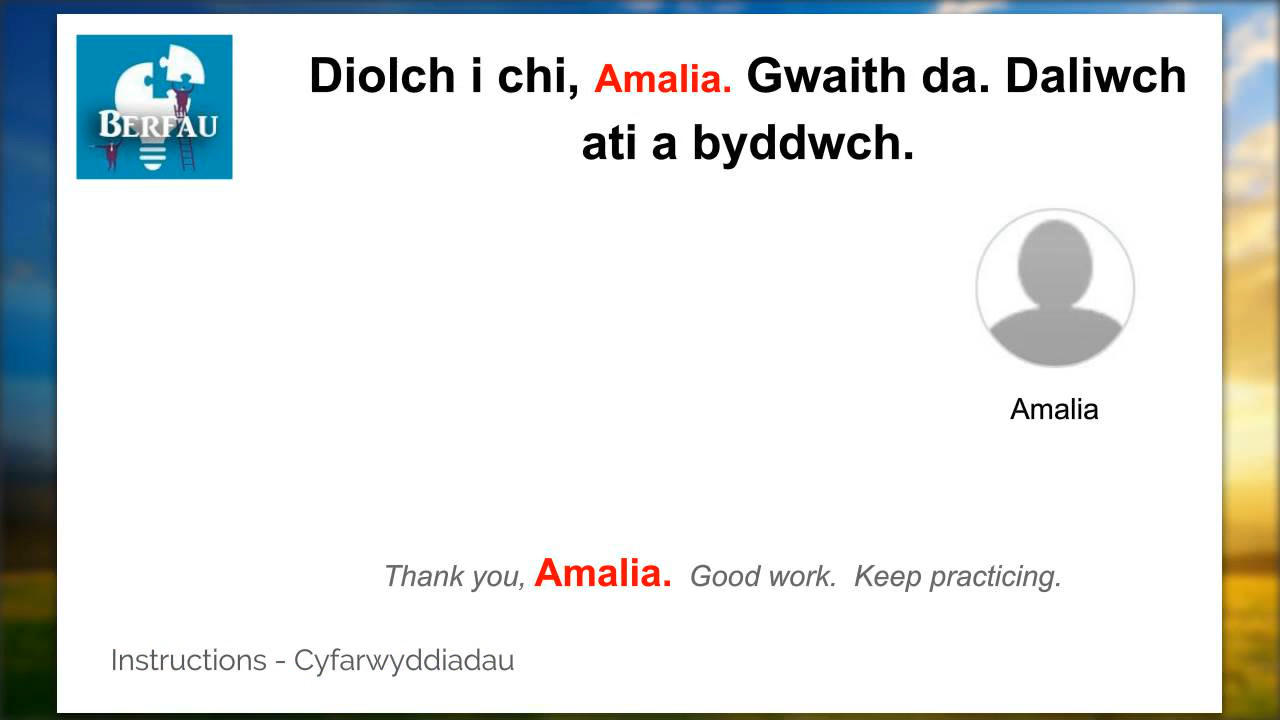 BERFAU
Diolch i chi, Amalia. Gwaith da. Daliwch
ati a byddwch.
Amalia
Thank you, Amalia. Good work. Keep practicing.
Instructions - Cyfarwyddiadau